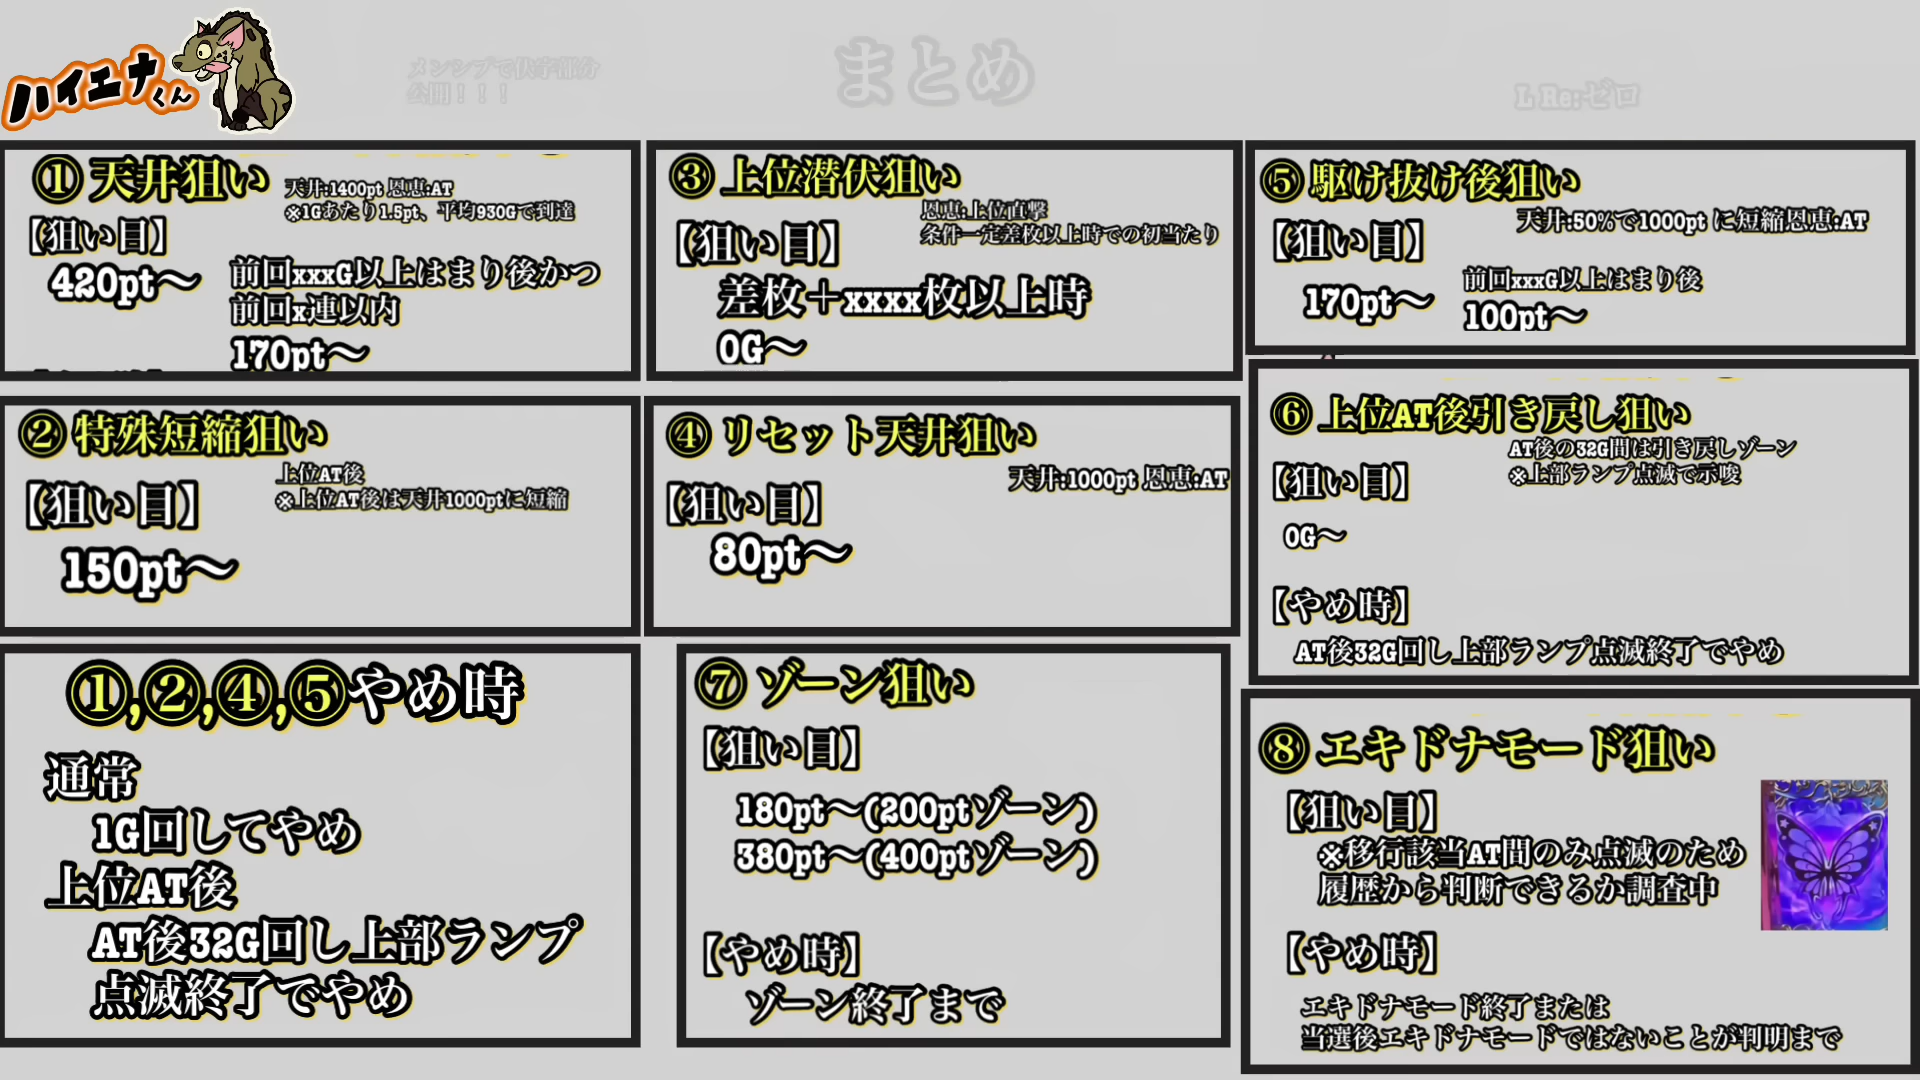 ハイエナくん
メンシプで伏字部分
公開！！！
まとめ
L Re:ゼロ
① 天井狙い
天井:1400pt 恩恵:AT
※1Gあたり1.5pt、平均930Gで到達
【狙い目】
420pt～
前回xxxG以上はまり後かつ
前回x連以内
170pt～
② 特殊短縮狙い
上位AT後
※上位AT後は天井1000ptに短縮
【狙い目】
150pt～
①,②,④,⑤やめ時
通常
1G回してやめ
上位AT後
AT後32G回し上部ランプ
点滅終了でやめ
③ 上位潜伏狙い
恩恵:上位直撃
条件一定差枚以上時での初当たり
【狙い目】
差枚＋xxxx枚以上時
0G～
④ リセット天井狙い
天井:1000pt 恩恵:AT
【狙い目】
80pt～
⑦ ゾーン狙い
【狙い目】
180pt～(200ptゾーン)
380pt～(400ptゾーン)
【やめ時】
ゾーン終了まで
⑤ 駆け抜け後狙い
天井:50%で1000pt に短縮恩恵:AT
【狙い目】
170pt～
前回xxxG以上はまり後
100pt～
⑥ 上位AT後引き戻し狙い
AT後の32G間は引き戻しゾーン
※上部ランプ点滅で示唆
【狙い目】
0G～
【やめ時】
AT後32G回し上部ランプ点滅終了でやめ
⑧ エキドナモード狙い
【狙い目】
※移行該当AT間のみ点滅のため
履歴から判断できるか調査中
【やめ時】
エキドナモード終了または
当選後エキドナモードではないことが判明まで